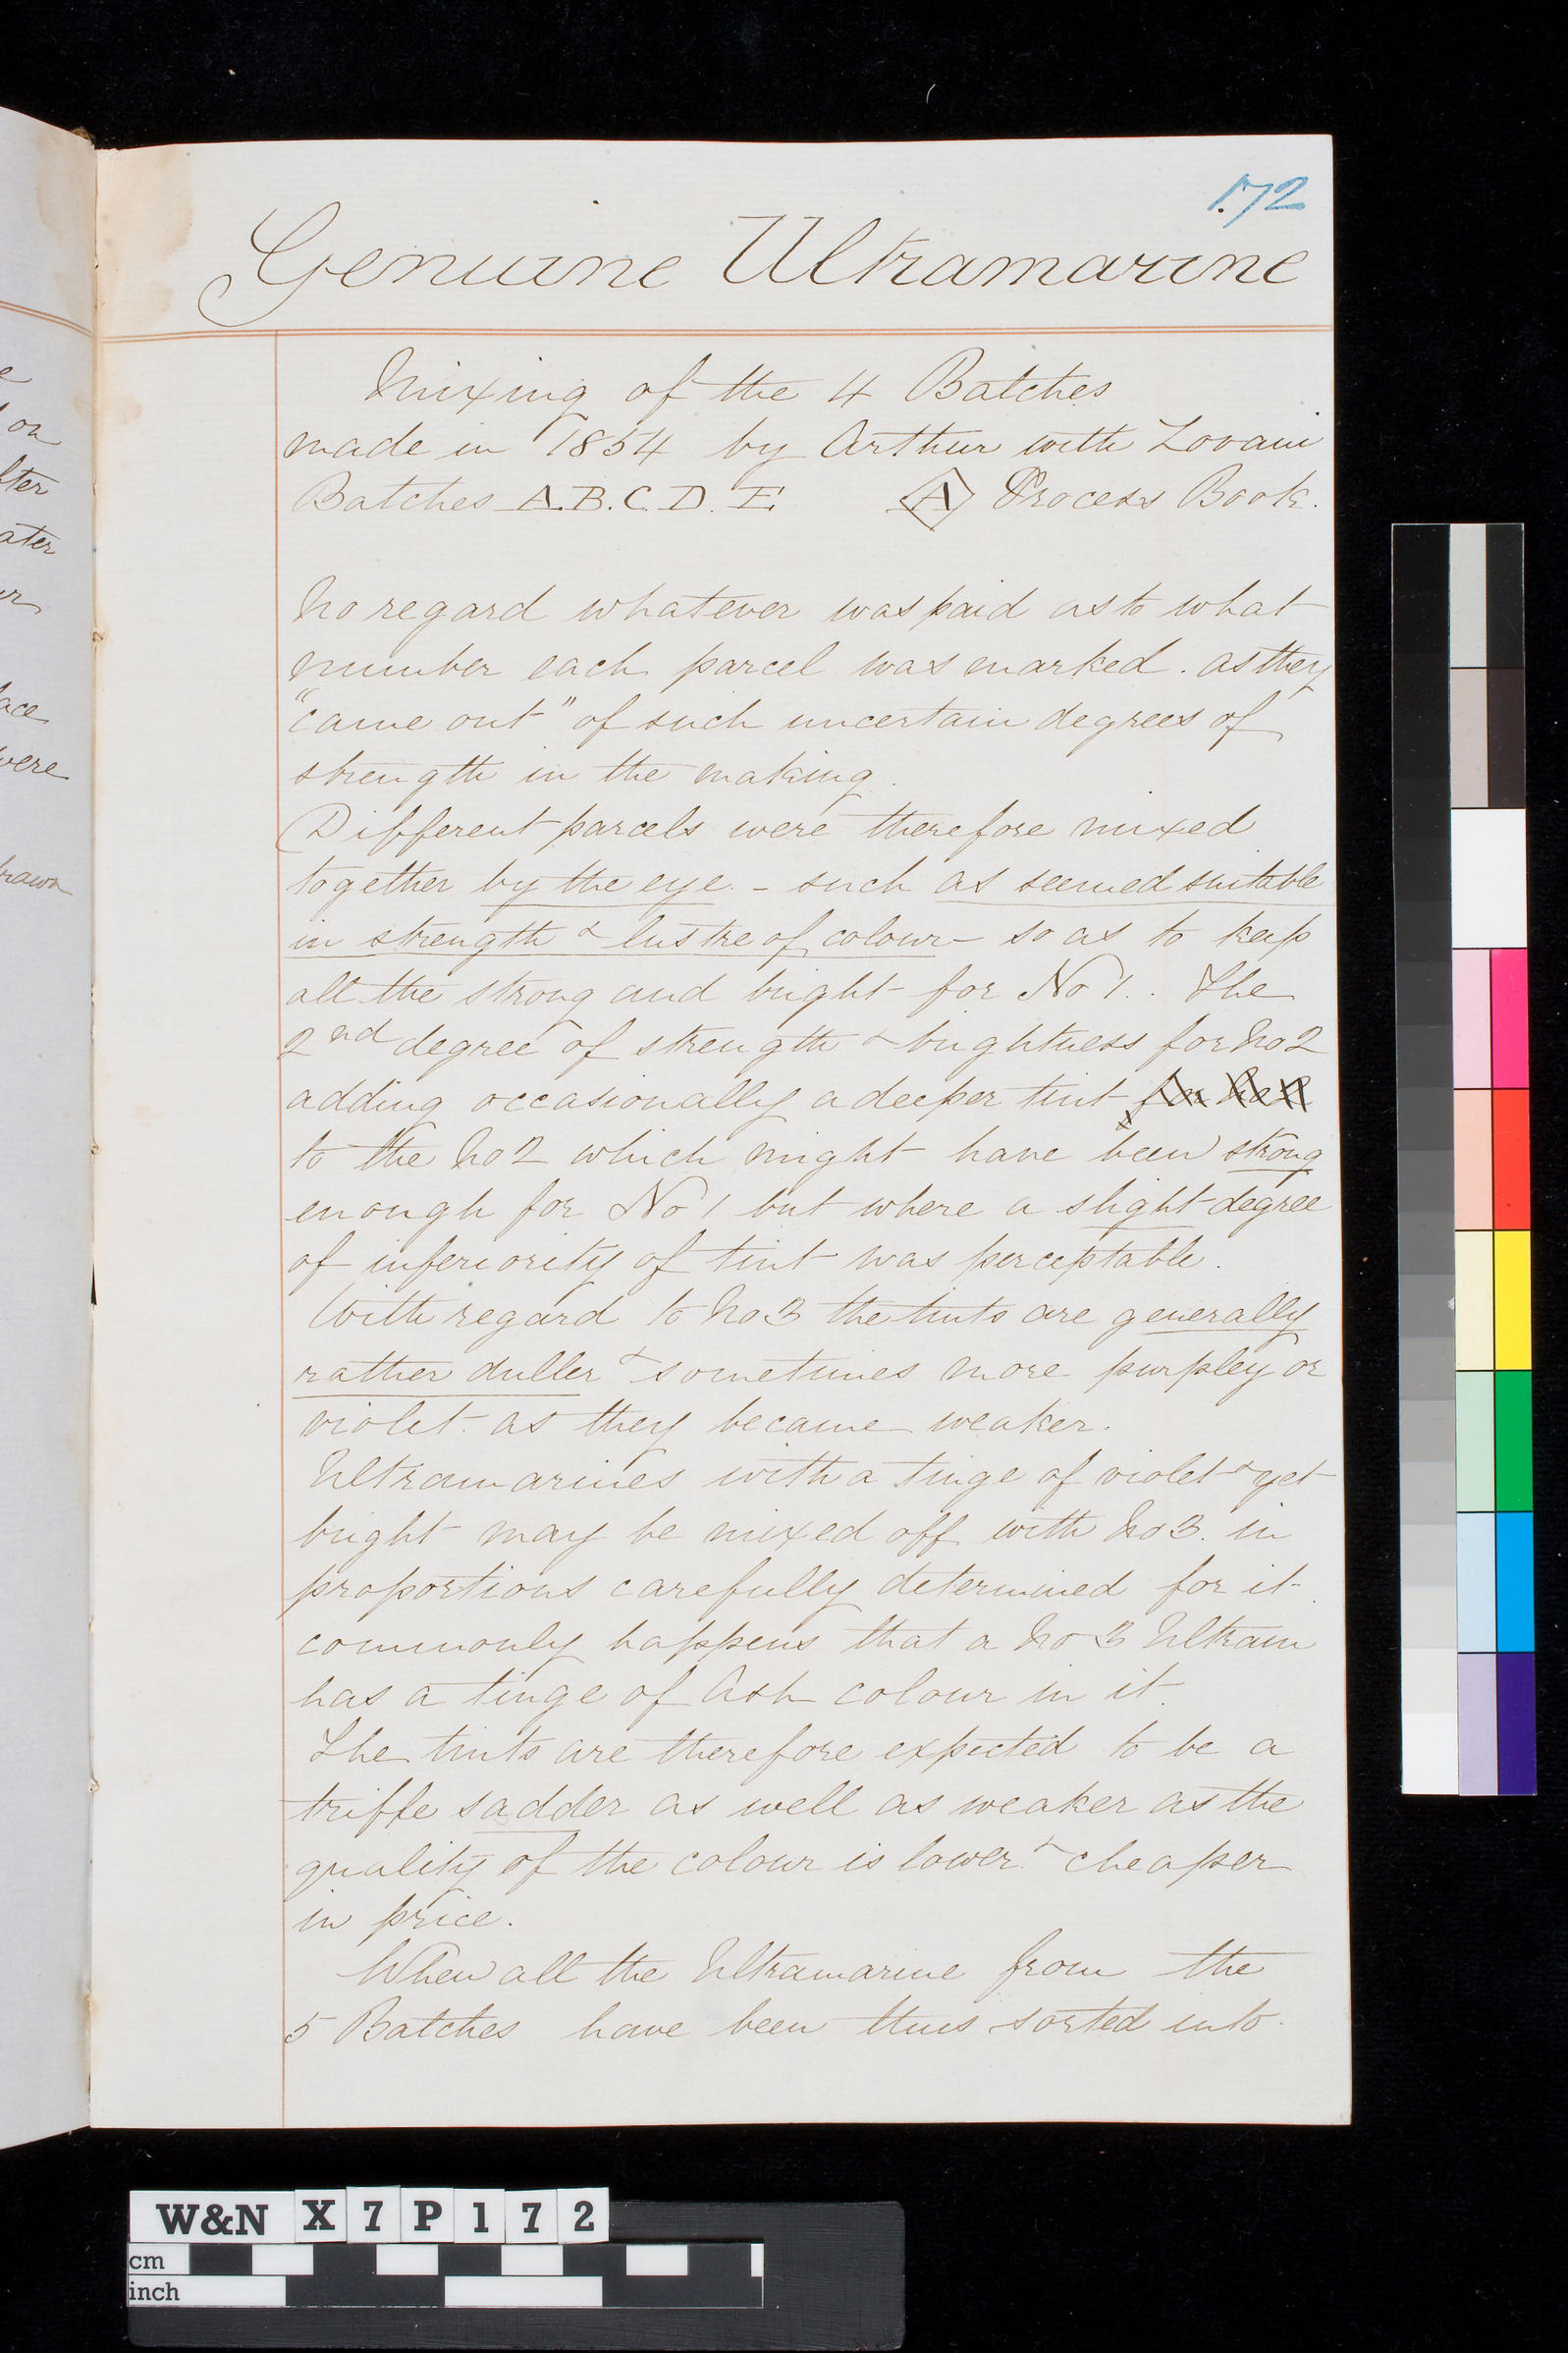 172
Genuine Ultramarine
Mixing of the 4 Batches
made in 1854 by Arthur with Lovani
Batches A.B.C.D. E. A Process Book.
No regard whatever was paid as to what
number each parcel was marked. as they
"came out" of such uncertain degrees of
strength in the making.
Different parcels were therefore mixed
together by the eye. - such as seemed suitable
in strength & lustre of colour - so as to keep
all the strong and bright for No 1. . The
2nd degree of strength & brightness for No 2
adding occasionally a deeper tint
to the No 2 which might have been strong
enough for No 1 but where a slight degree
of inferiority of tint was perceptable.
With regard to No 3 the tints are generally
rather duller & sometimes more purpley or
violet. as they became weaker.
Ultramarines with a tinge of violet & yet
bright may be mixed off with No 3. in
proportions carefully determined for it
commonly happens that a No 3 Ultram
has a tinge of Ash colour in it.
The tints are therefore expected to be a
triffe sadder as well as weaker as the
quality of the colour is lower. & cheaper
in price.
When all the Ultramarine from the
5 Batches have been thus sorted into.
e
on
fter
ater
ur
ace
were
rawn
W&N X 7 P 1 7 2
cm
inch